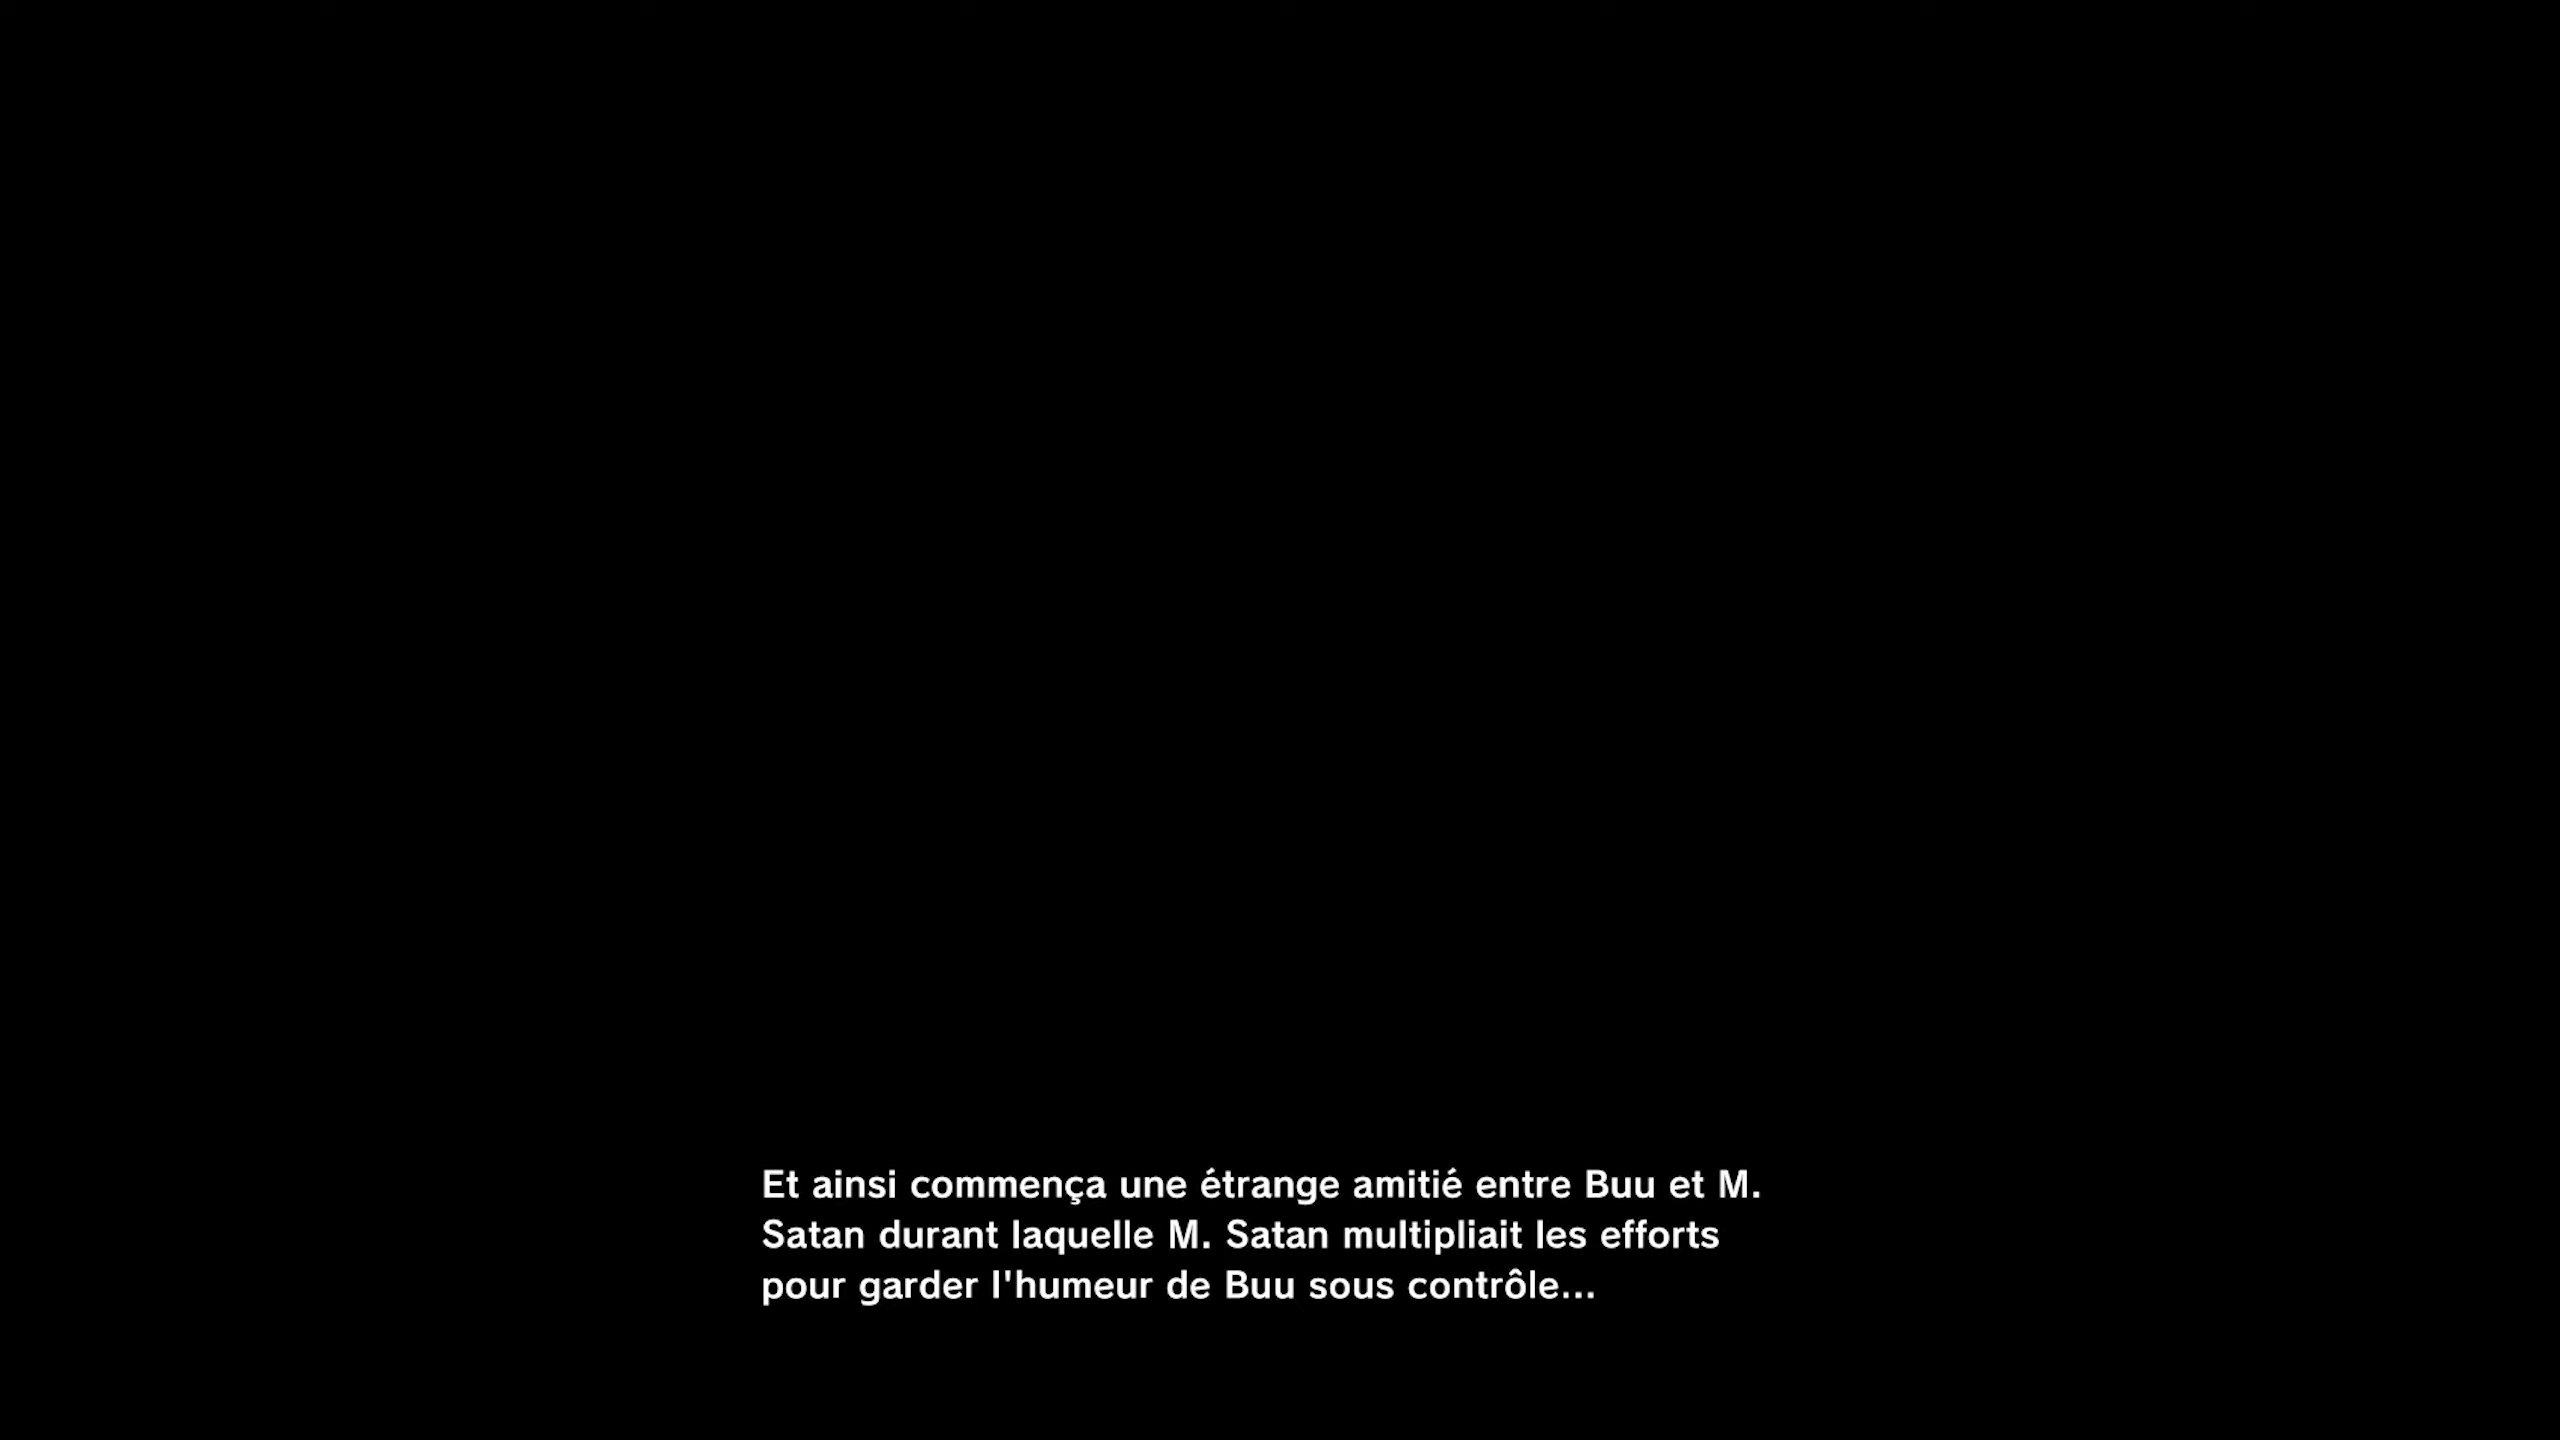 Et ainsi commença une étrange amitié entre Buu et M.
Satan durant laquelle M. Satan multipliait les efforts
pour garder l'humeur de Buu sous contrôle...